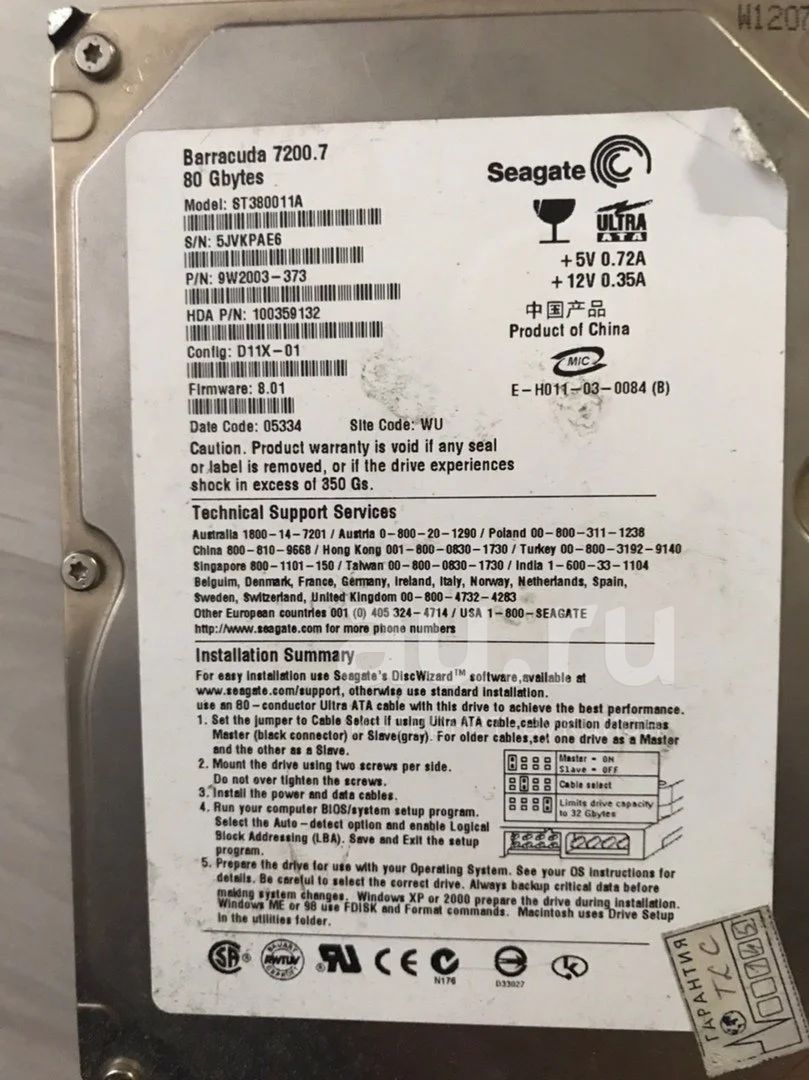 W1207
Barracuda 7200.7
80 Gbytes
Seagate
Model: ST380011A
ULTRA
ATA
S/N: 5JVKPAE6
+5V 0.72A
P/N: 9W2003-373
+12V 0.35A
HDA P/N: 100359132
中国产品
Product of China
Config: D11X-01
MIC
Firmware: 8.01
E-H011-03-0084 (B)
Date Code: 05334 Site Code: WU
Caution. Product warranty is void if any seal
or label is removed, or if the drive experiences
shock in excess of 350 Gs.
Technical Support Services
Australia 1800-14-7201 / Austria 0-800-20-1290 / Poland 00-800-311-1238
China 800-810-9668 / Hong Kong 001-800-0830-1730 / Turkey 00-800-3192-9140
Singapore 800-1101-150 / Taiwan 00-800-0830-1730 / India 1-600-33-1104
Belguim, Denmark, France, Germany, Ireland, Italy, Norway, Netherlands, Spain,
Sweden, Switzerland, United Kingdom 00-800-4732-4283
Other European countries 001 (0) 405 324-4714 / USA 1-800-SEAGATE
http://www.seagate.com for more phone numbers
au.ru
Installation Summary
For easy installation use Seagate's DiscWizard™ software,available at
www.seagate.com/support, otherwise use standard installation.
use an 80-conductor Ultra ATA cable with this drive to achieve the best performance.
1. Set the jumper to Cable Select if using Ultra ATA cable,cable position determines
Master (black connector) or Slave(gray). For older cables,set one drive as a Master
and the other as a Slave.
2. Mount the drive using two screws per side.
Do not over tighten the screws.
3. Install the power and data cables.
4. Run your computer BIOS/system setup program.
Select the Auto-detect option and enable Logical
Block Addressing (LBA). Save and Exit the setup
program.
Master - ON
Slave - OFF
Cable select
Limits drive capacity
to 32 Gbytes
5. Prepare the drive for use with your Operating System. See your OS instructions for
details. Be careful to select the correct drive. Always backup critical data before
making system changes. Windows XP or 2000 prepare the drive during installation.
Windows ME or 98 use FDISK and Format commands. Macintosh uses Drive Setup
in the utilities folder.
N176
D33027
ГАРАНТИЯ